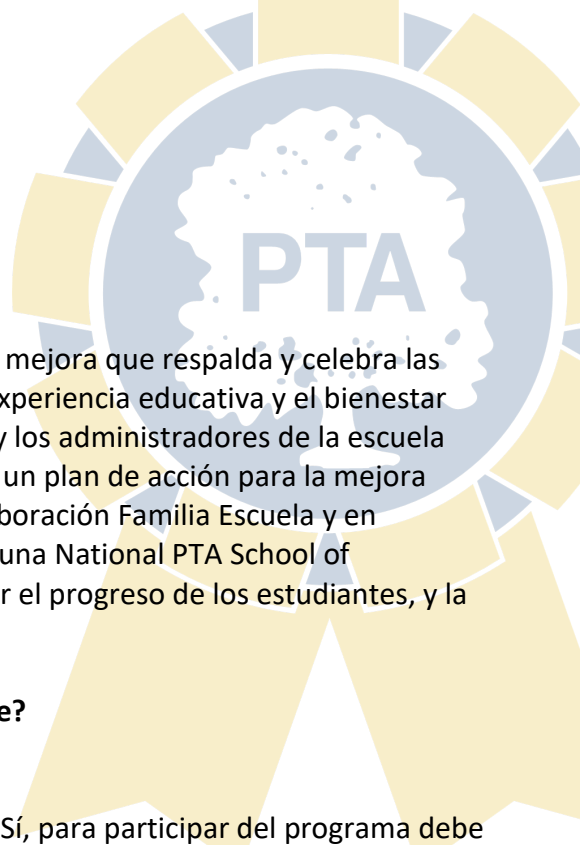 PTA
mejora que respalda y celebra las
xperiencia educativa y el bienestar
y los administradores de la escuela
un plan de acción para la mejora
boración Familia Escuela y en
una National PTA School of
r el progreso de los estudiantes, y la
e?
Sí, para participar del programa debe